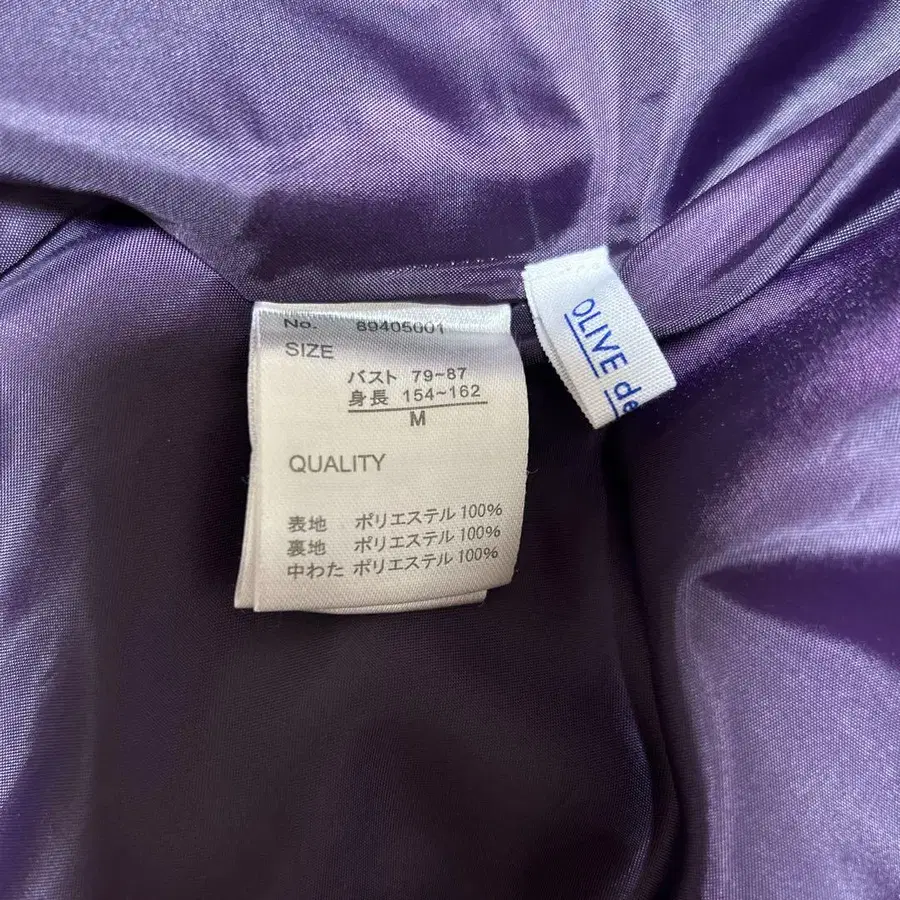 No. 89405001
SIZE
バスト 79~87
身長 154~162
M
QUALITY
表地 ポリエステル 100%
裏地 ポリエステル 100%
中わた ポリエステル 100%
OLIVE de